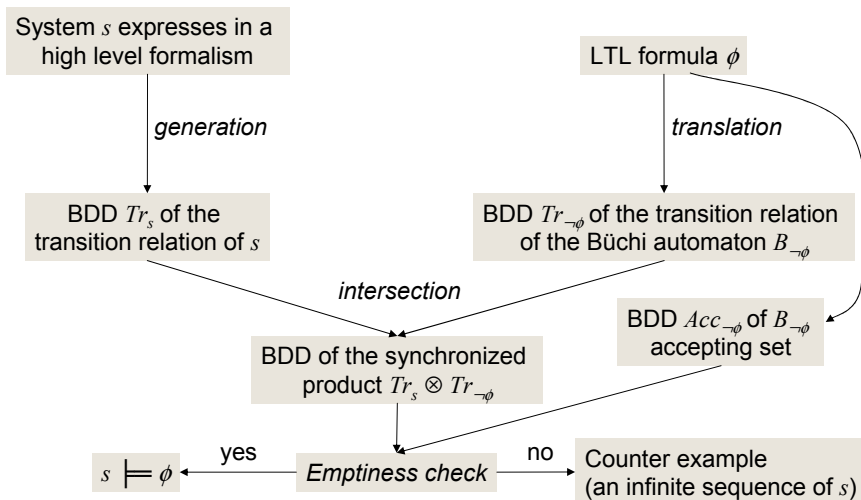 System s expresses in a
high level formalism
LTL formula ϕ
generation
translation
BDD Trₛ of the
transition relation of s
BDD Tr¬ϕ of the transition relation
of the Büchi automaton B¬ϕ
intersection
BDD Acc¬ϕ of B¬ϕ
accepting set
BDD of the synchronized
product Trₛ ⊗ Tr¬ϕ
s ⊨ ϕ
yes
Emptiness check
no
Counter example
(an infinite sequence of s)